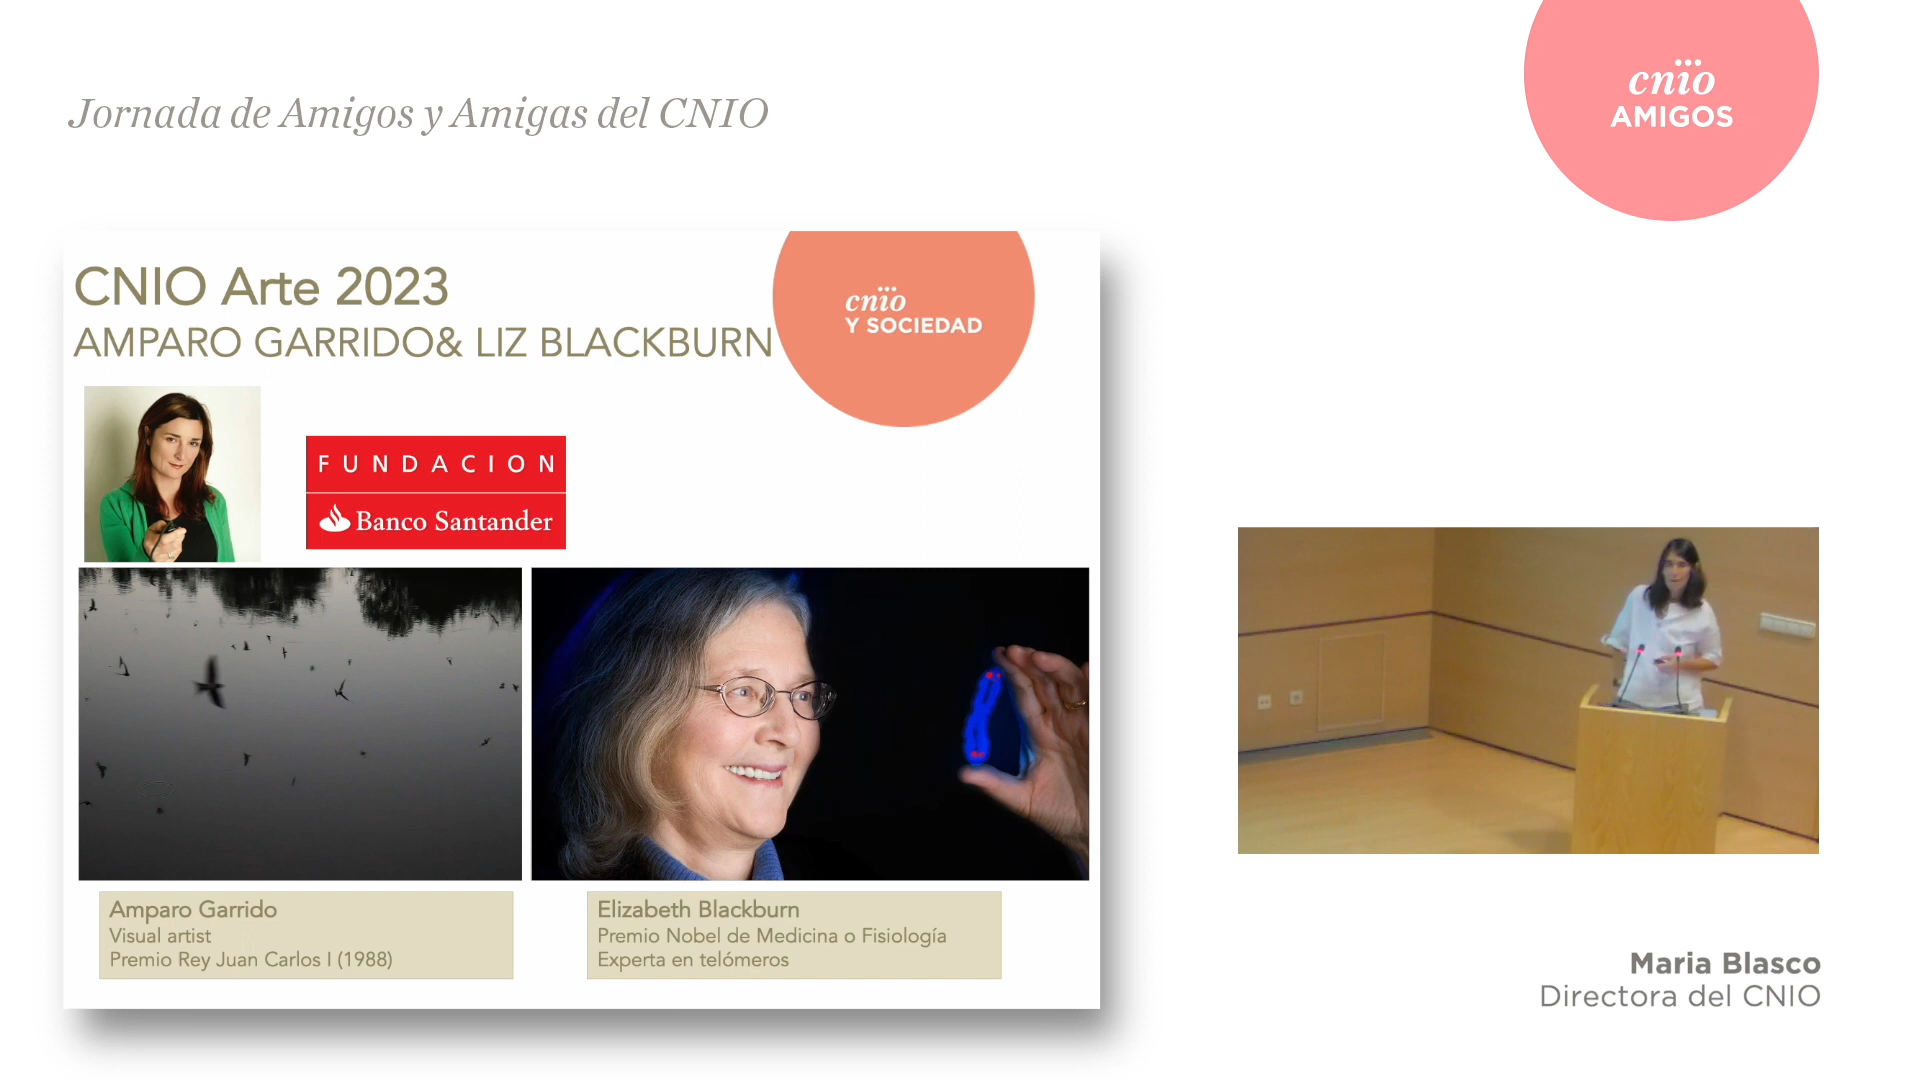 Jornada de Amigos y Amigas del CNIO
cnio
AMIGOS
CNIO Arte 2023
AMPARO GARRIDO& LIZ BLACKBURN
cnio
Y SOCIEDAD
FUNDACION
Banco Santander
Amparo Garrido
Visual artist
Premio Rey Juan Carlos I (1988)
Elizabeth Blackburn
Premio Nobel de Medicina o Fisiología
Experta en telómeros
Maria Blasco
Directora del CNIO